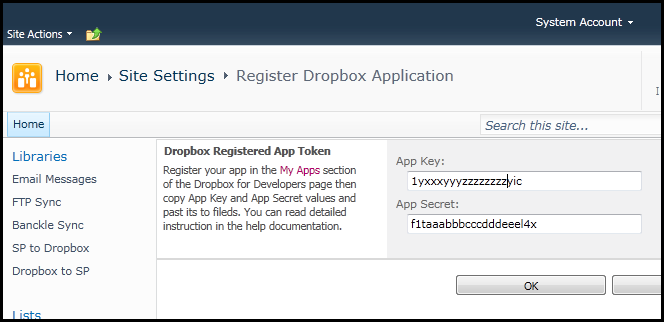 System Account
Site Actions
Home Site Settings Register Dropbox Application
I
Home
Search this site...
Libraries
Email Messages
FTP Sync
Banckle Sync
SP to Dropbox
Dropbox to SP
Lists
Dropbox Registered App Token
Register your app in the My Apps section
of the Dropbox for Developers page then
copy App Key and App Secret values and
past its to fileds. You can read detailed
instruction in the help documentation.
App Key:
1yxxxyyyzzzzzzzzyic
App Secret:
f1taaabbbcccdddeeel4x
OK